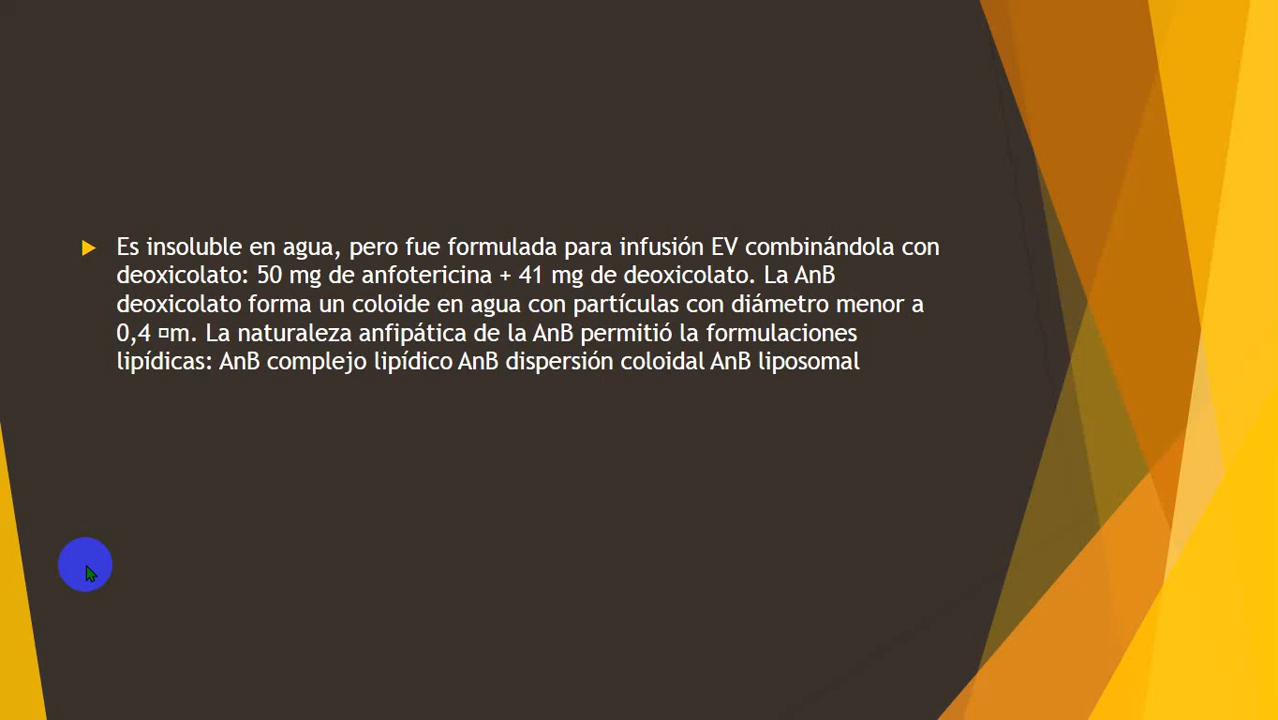 Es insoluble en agua, pero fue formulada para infusión EV combinándola con
deoxicolato: 50 mg de anfotericina + 41 mg de deoxicolato. La AnB
deoxicolato forma un coloide en agua con partículas con diámetro menor a
0,4 ¤m. La naturaleza anfipática de la AnB permitió la formulaciones
lipídicas: AnB complejo lipídico AnB dispersión coloidal AnB liposomal